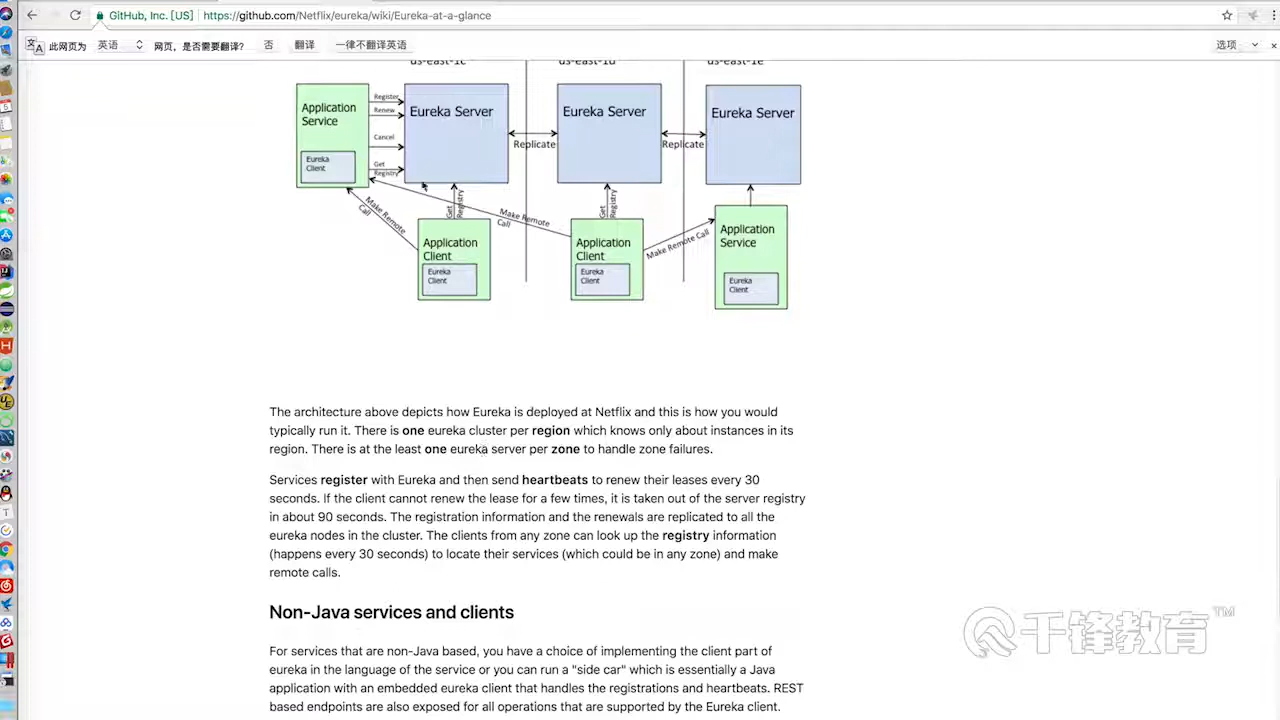 GitHub, Inc. [US] https://github.com/Netflix/eureka/wiki/Eureka-at-a-glance
此网页为 英语 网页，是否需要翻译? 否 翻译 一律不翻译英语 选项
us-east-1c us-east-1d us-east-1e
Application
Service
Eureka
Client
Register
Renew
Cancel
Get
Registry
Eureka Server
Replicate
Eureka Server
Replicate
Eureka Server
Make Remote
Call
Get
Registry
Make Remote
Call
Get
Registry
Make Remote Call
Application
Client
Eureka
Client
Application
Client
Eureka
Client
Application
Service
Eureka
Client
The architecture above depicts how Eureka is deployed at Netflix and this is how you would
typically run it. There is one eureka cluster per region which knows only about instances in its
region. There is at the least one eureka server per zone to handle zone failures.
Services register with Eureka and then send heartbeats to renew their leases every 30
seconds. If the client cannot renew the lease for a few times, it is taken out of the server registry
in about 90 seconds. The registration information and the renewals are replicated to all the
eureka nodes in the cluster. The clients from any zone can look up the registry information
(happens every 30 seconds) to locate their services (which could be in any zone) and make
remote calls.
Non-Java services and clients
For services that are non-Java based, you have a choice of implementing the client part of
eureka in the language of the service or you can run a "side car" which is essentially a Java
application with an embedded eureka client that handles the registrations and heartbeats. REST
based endpoints are also exposed for all operations that are supported by the Eureka client.
千锋教育™